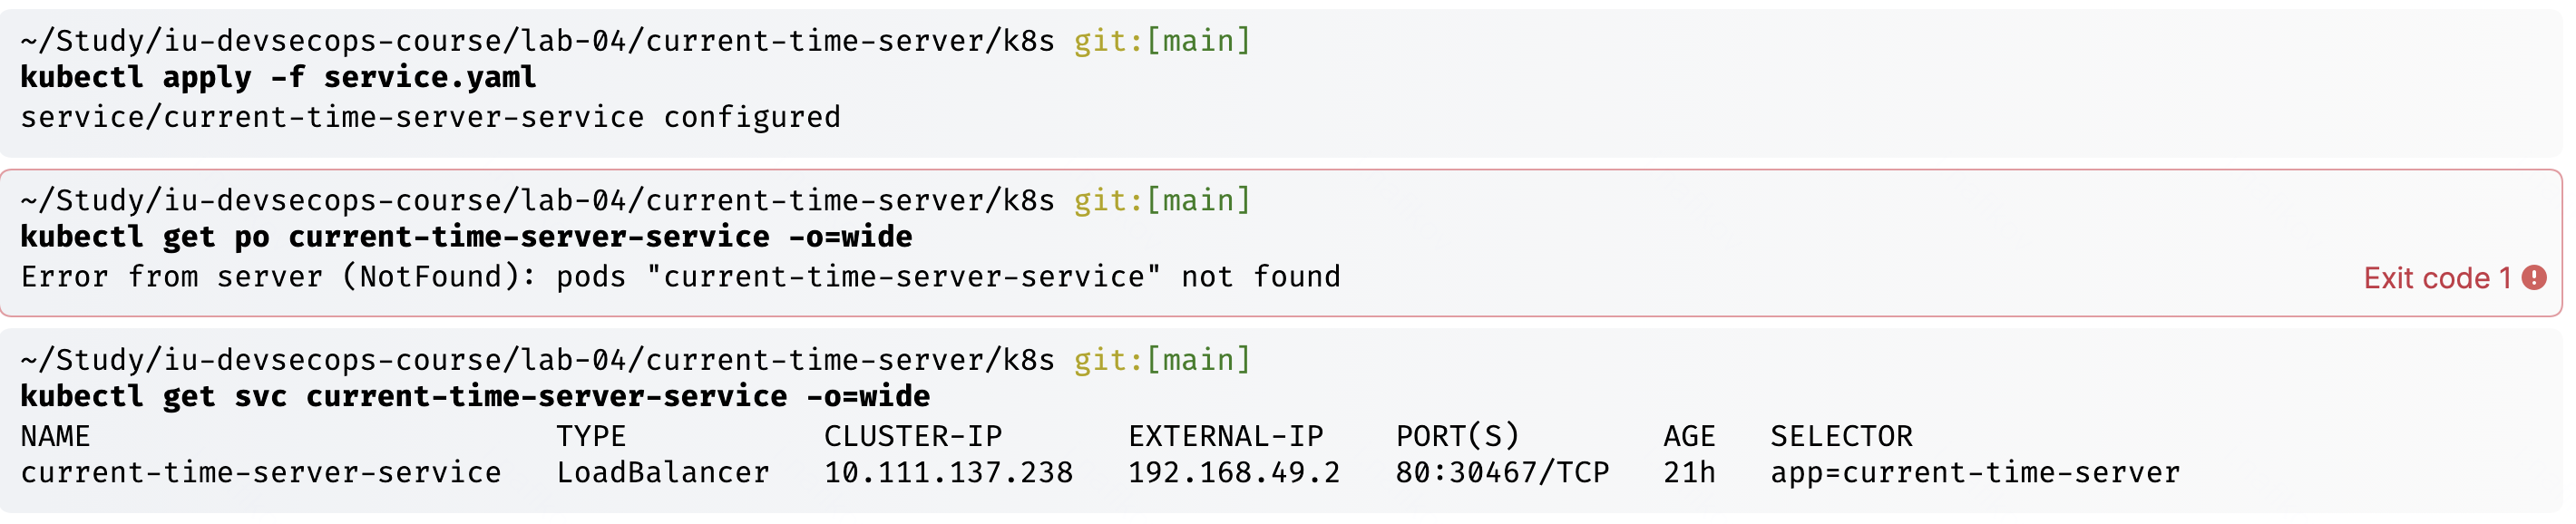 ~/Study/iu-devsecops-course/lab-04/current-time-server/k8s git:[main]
kubectl apply -f service.yaml
service/current-time-server-service configured
~/Study/iu-devsecops-course/lab-04/current-time-server/k8s git:[main]
kubectl get po current-time-server-service -o=wide
Error from server (NotFound): pods "current-time-server-service" not found
Exit code 1
~/Study/iu-devsecops-course/lab-04/current-time-server/k8s git:[main]
kubectl get svc current-time-server-service -o=wide
NAME TYPE CLUSTER-IP EXTERNAL-IP PORT(S) AGE SELECTOR
current-time-server-service LoadBalancer 10.111.137.238 192.168.49.2 80:30467/TCP 21h app=current-time-server